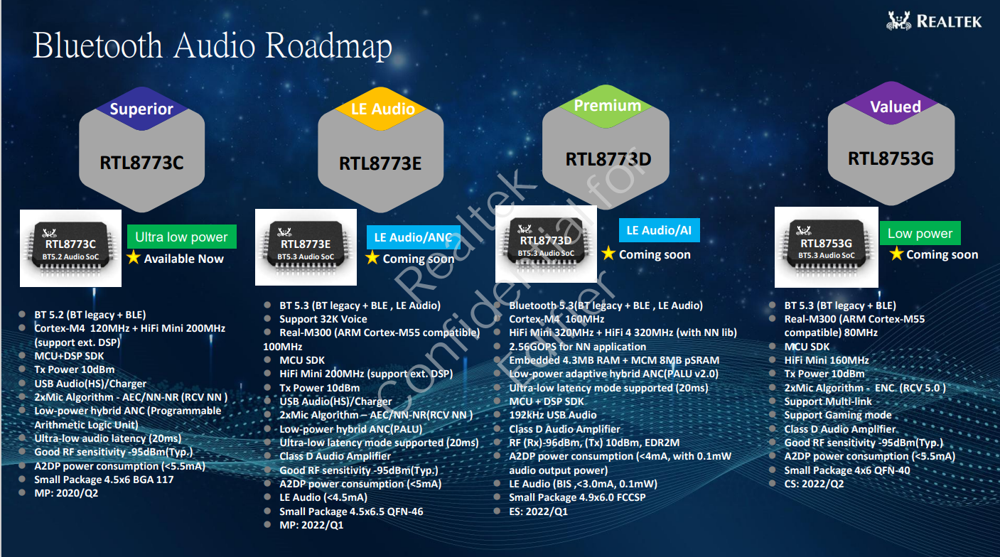 REALTEK
Bluetooth Audio Roadmap
Superior
RTL8773C
RTL8773C
BT5.2 Audio SoC
Ultra low power
Available Now
BT 5.2 (BT legacy + BLE)
Cortex-M4 120MHz + HiFi Mini 200MHz
(support ext. DSP)
MCU+DSP SDK
Tx Power 10dBm
USB Audio(HS)/Charger
2xMic Algorithm - AEC/NN-NR (RCV NN )
Low-power hybrid ANC (Programmable
Arithmetic Logic Unit)
Ultra-low audio latency (20ms)
Good RF sensitivity -95dBm(Typ.)
A2DP power consumption (<5.5mA)
Small Package 4.5x6 BGA 117
MP: 2020/Q2
LE Audio
RTL8773E
RTL8773E
BT5.3 Audio SoC
LE Audio/ANC
Coming soon
BT 5.3 (BT legacy + BLE , LE Audio)
Support 32K Voice
Real-M300 (ARM Cortex-M55 compatible)
100MHz
MCU SDK
HiFi Mini 200MHz (support ext. DSP)
Tx Power 10dBm
USB Audio(HS)/Charger
2xMic Algorithm – AEC/NN-NR(RCV NN )
Low-power hybrid ANC(PALU)
Ultra-low latency mode supported (20ms)
Class D Audio Amplifier
Good RF sensitivity -95dBm(Typ.)
A2DP power consumption (<5mA)
LE Audio (<4.5mA)
Small Package 4.5x6.5 QFN-46
MP: 2022/Q1
Premium
RTL8773D
RTL8773D
BT5.3 Audio SoC
LE Audio/AI
Coming soon
Bluetooth 5.3(BT legacy + BLE , LE Audio)
Cortex-M4 160MHz
HiFi Mini 320MHz + HiFi 4 320MHz (with NN lib)
2.56GOPS for NN application
Embedded 4.3MB RAM + MCM 8MB pSRAM
Low-power adaptive hybrid ANC(PALU v2.0)
Ultra-low latency mode supported (20ms)
MCU + DSP SDK
192kHz USB Audio
Class D Audio Amplifier
RF (Rx)-96dBm, (Tx) 10dBm, EDR2M
A2DP power consumption (<4mA, with 0.1mW
audio output power)
LE Audio (BIS ,<3.0mA, 0.1mW)
Small Package 4.9x6.0 FCCSP
ES: 2022/Q1
Valued
RTL8753G
RTL8753G
BT5.3 Audio SoC
Low power
Coming soon
BT 5.3 (BT legacy + BLE)
Real-M300 (ARM Cortex-M55
compatible) 80MHz
MCU SDK
HiFi Mini 160MHz
Tx Power 10dBm
2xMic Algorithm - ENC. (RCV 5.0 )
Support Multi-link
Support Gaming mode
Class D Audio Amplifier
Good RF sensitivity -95dBm(Typ.)
A2DP power consumption (<5.5mA)
Small Package 4x6 QFN-40
CS: 2022/Q2
Realtek
Confidential for
Edifier